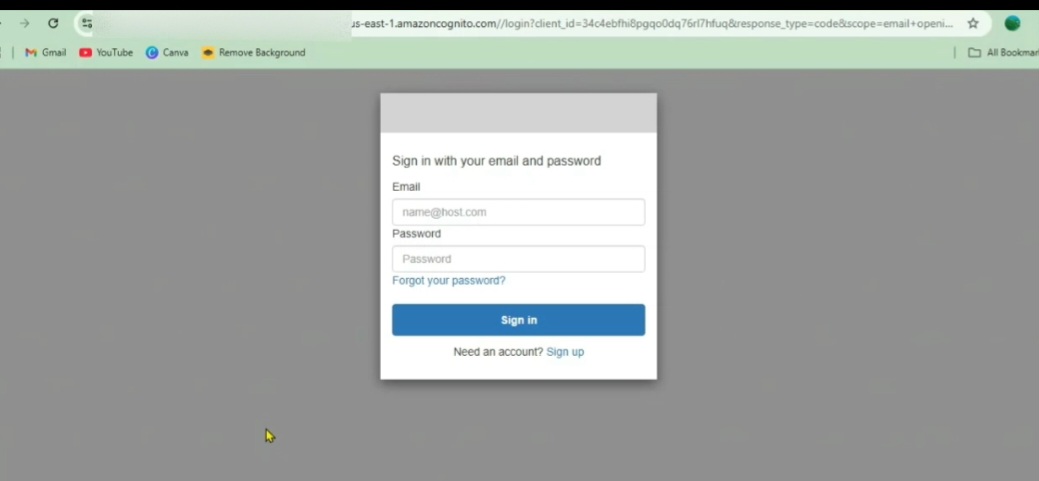 us-east-1.amazoncognito.com//login?client_id=34c4ebfhi8pgqo0dq76rl7hfuq&response_type=code&scope=email+openi...
Gmail YouTube Canva Remove Background All Bookmar
Sign in with your email and password
Email
name@host.com
Password
Password
Forgot your password?
Sign in
Need an account? Sign up